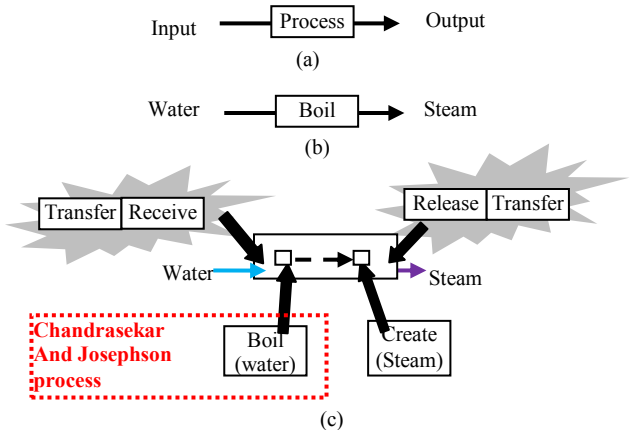 Input Process Output
(a)
Water Boil Steam
(b)
Transfer Receive
Release Transfer
Water
Steam
Chandrasekar
And Josephson
process
Boil
(water)
Create
(Steam)
(c)